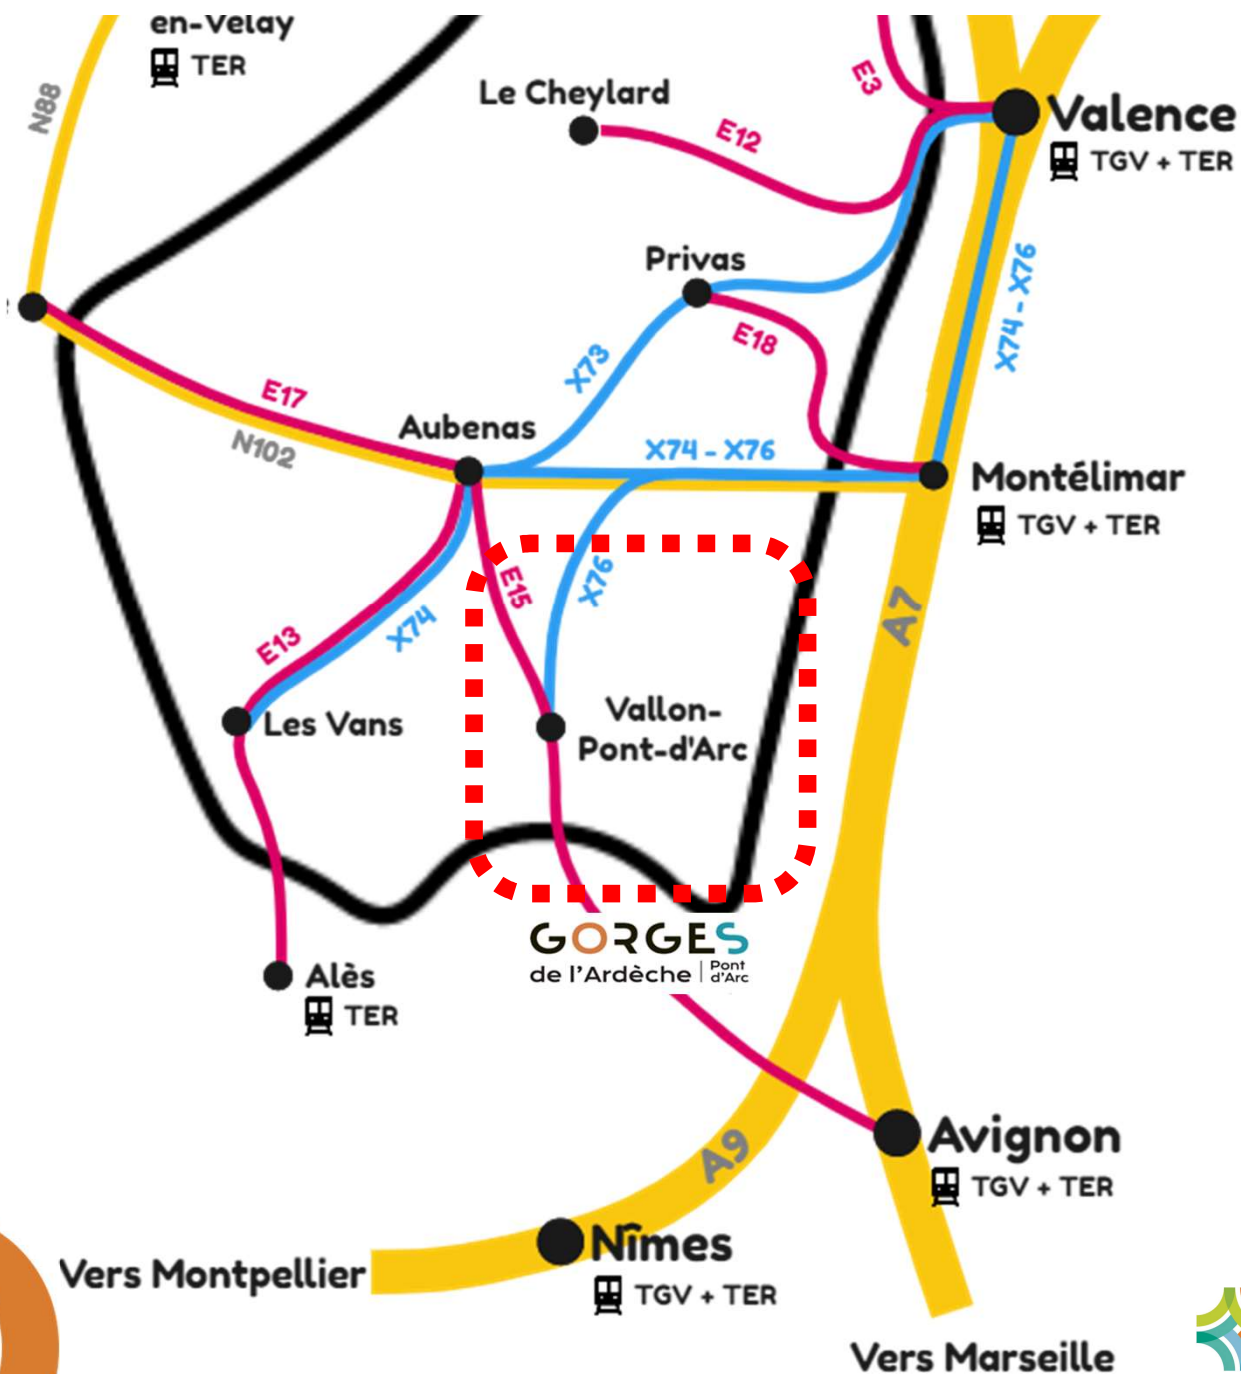 en-Velay
TER
N88
Le Cheylard
E12
E3
Valence
TGV + TER
Privas
E18
X73
X74 - X76
E17
N102
Aubenas
X74 - X76
Montélimar
TGV + TER
E15
X76
A7
E13
X74
Les Vans
Vallon-
Pont-d'Arc
GORGES
de l'Ardèche | Pont
d'Arc
Alès
TER
Avignon
TGV + TER
A9
Nîmes
TGV + TER
Vers Montpellier
Vers Marseille